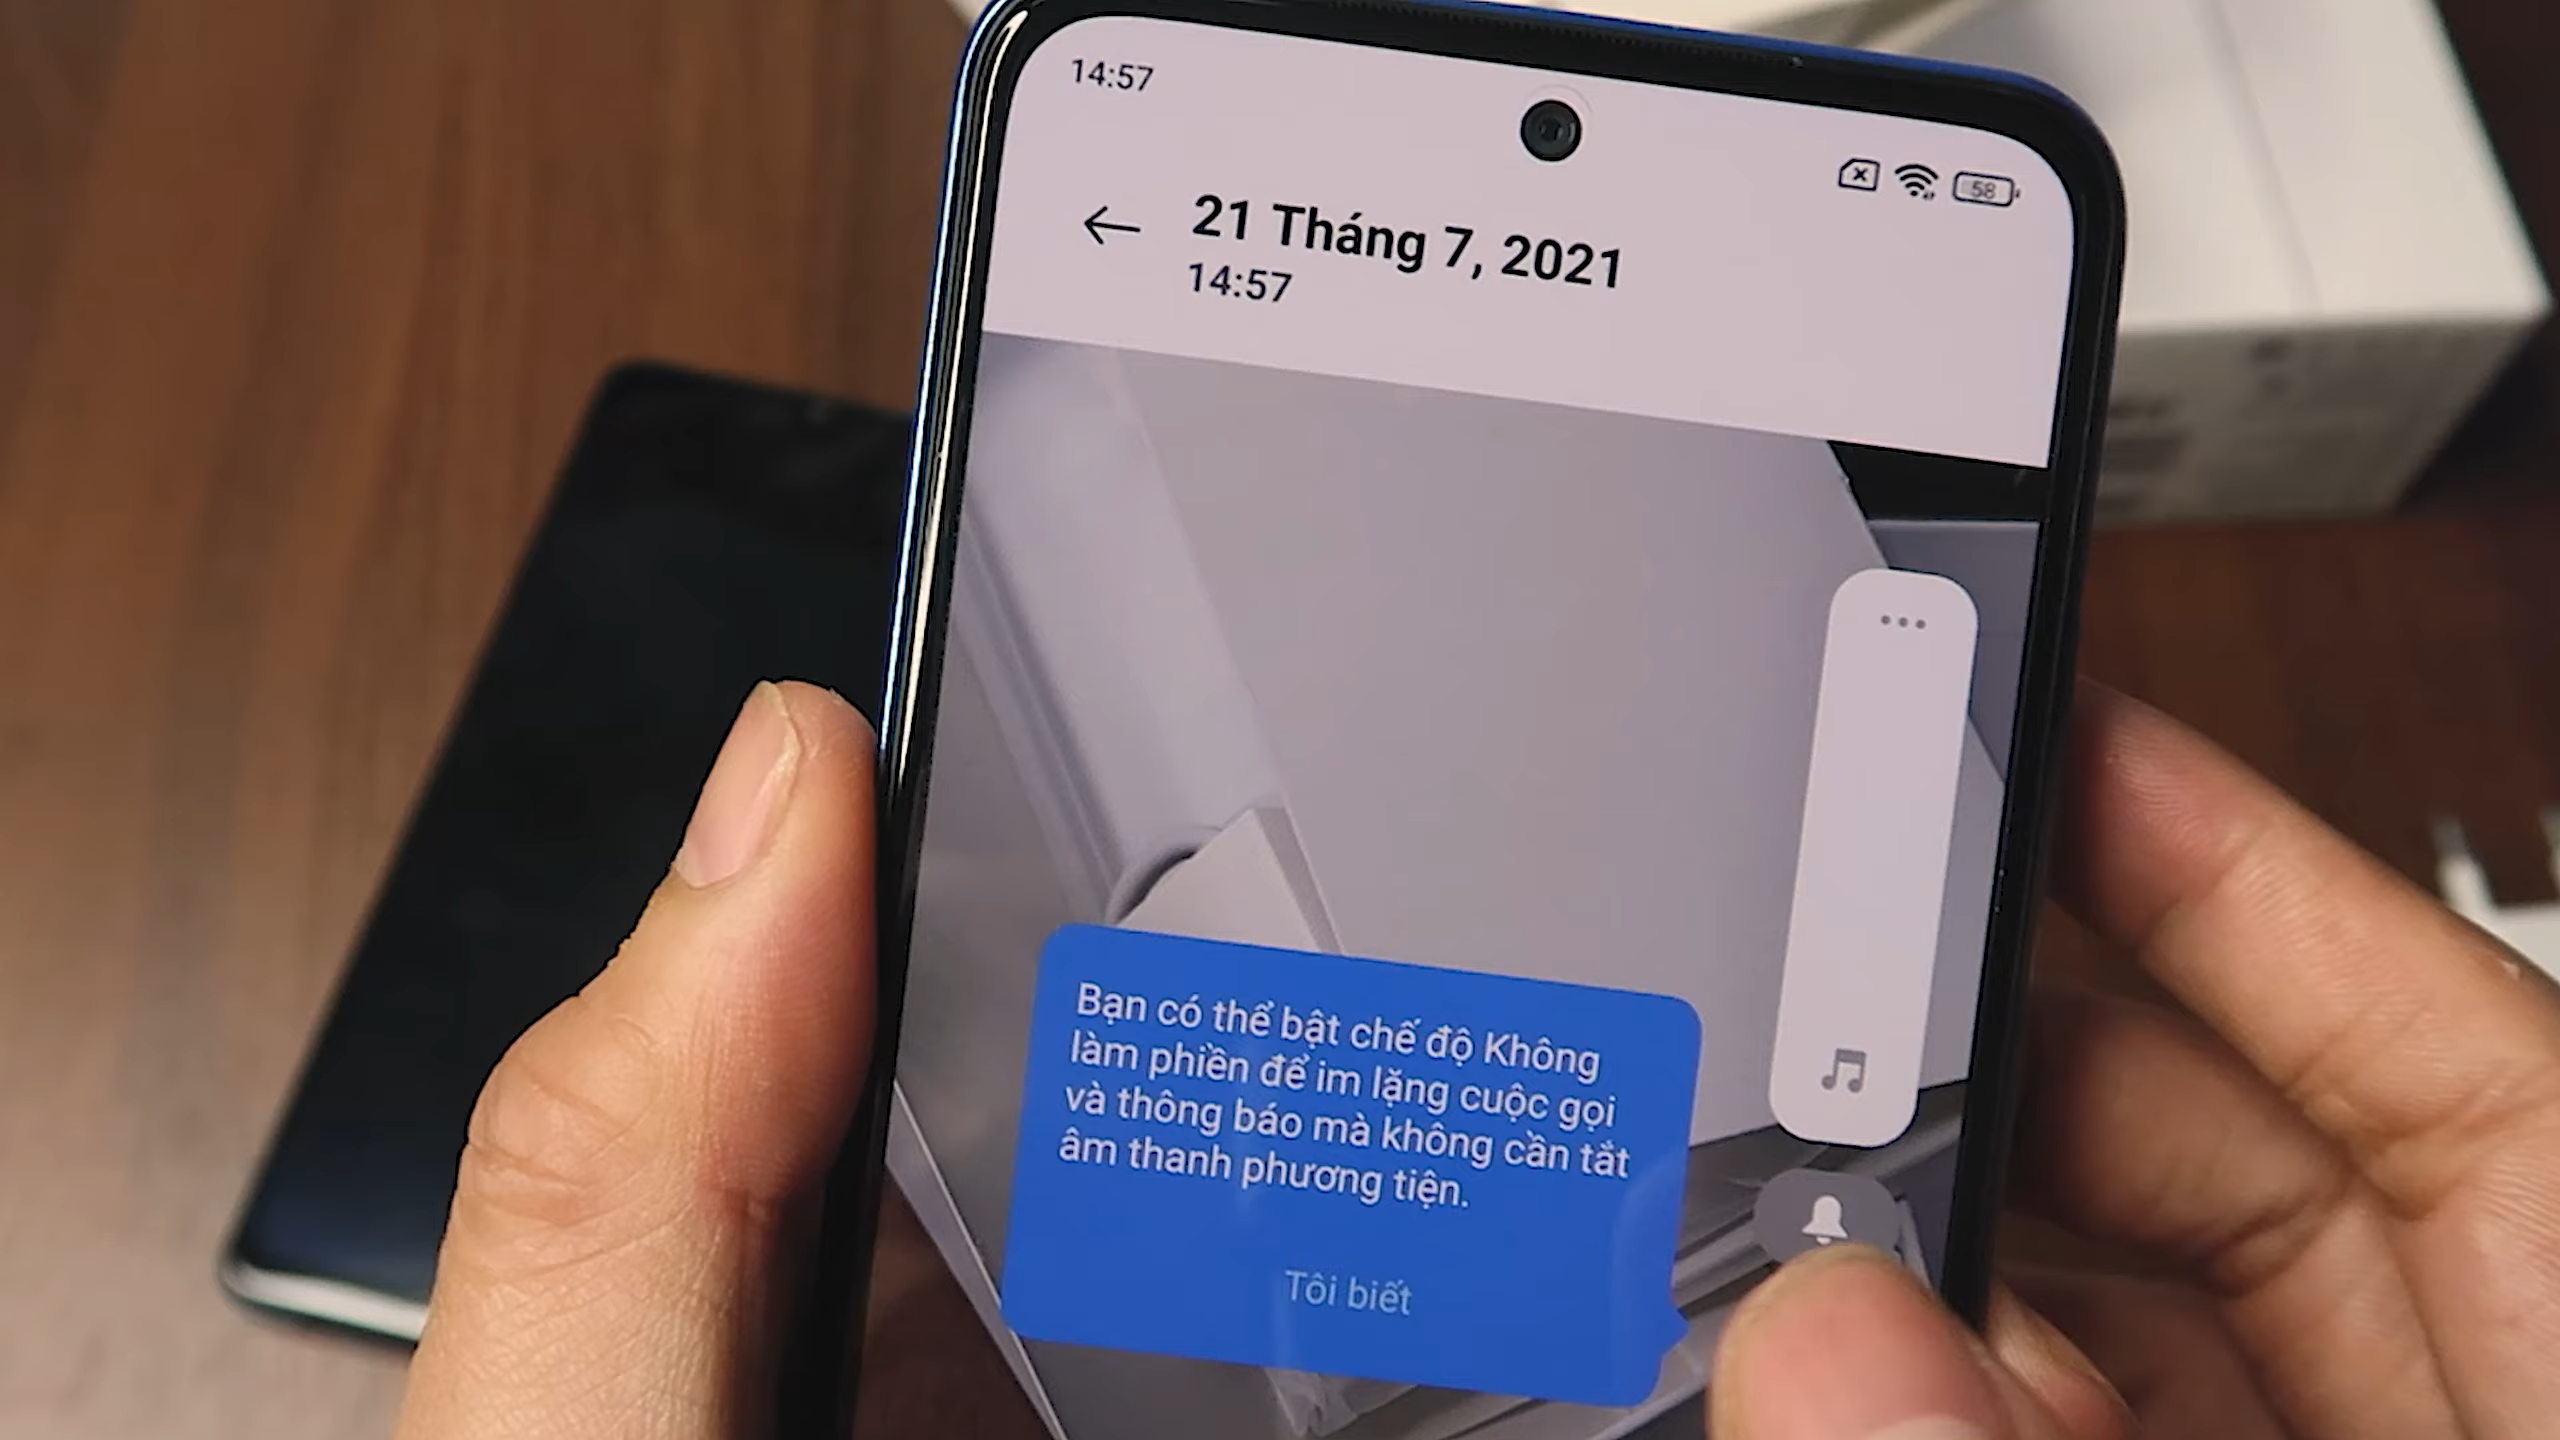 14:57
58
21 Tháng 7, 2021
14:57
Bạn có thể bật chế độ Không
làm phiền để im lặng cuộc gọi
và thông báo mà không cần tắt
âm thanh phương tiện.
Tôi biết